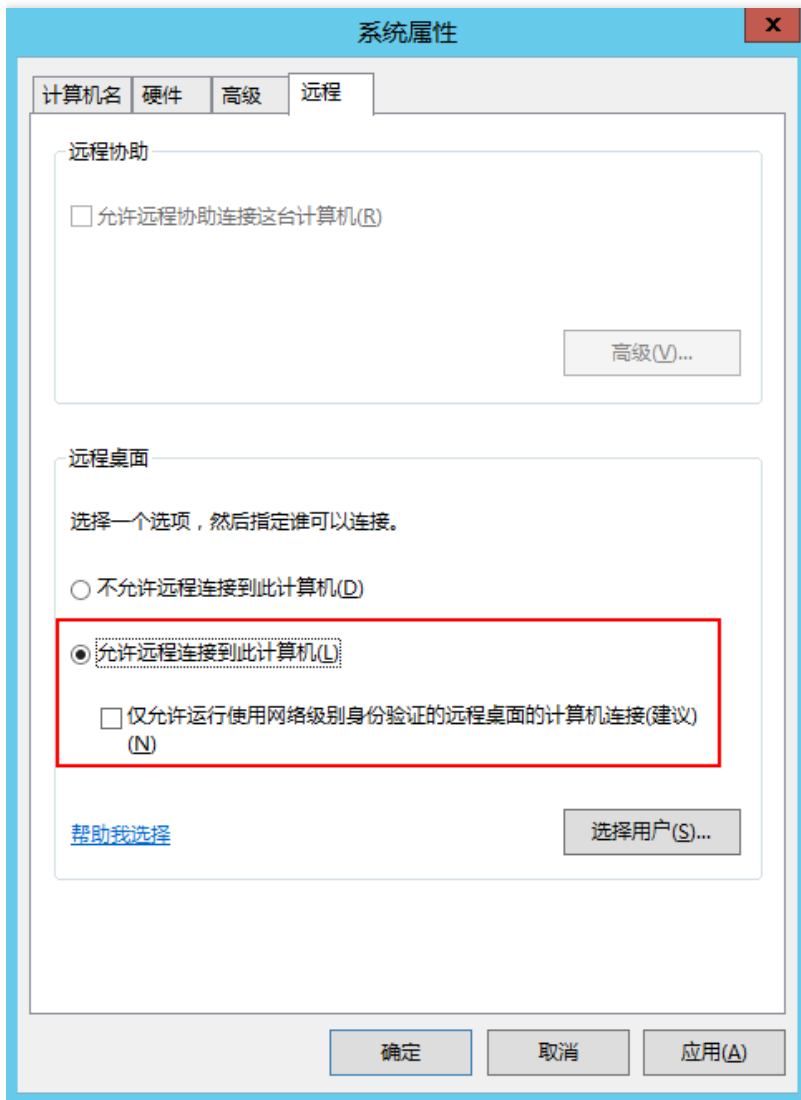 系统属性
x
计算机名 硬件 高级 远程
远程协助
允许远程协助连接这台计算机(R)
高级(V)...
远程桌面
选择一个选项，然后指定谁可以连接。
不允许远程连接到此计算机(D)
允许远程连接到此计算机(L)
仅允许运行使用网络级别身份验证的远程桌面的计算机连接(建议)
(N)
帮助我选择
选择用户(S)...
确定 取消 应用(A)